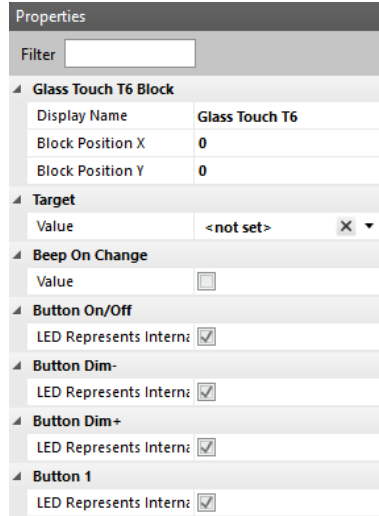 Properties
Filter
Glass Touch T6 Block
Display Name Glass Touch T6
Block Position X 0
Block Position Y 0
Target
Value <not set>
Beep On Change
Value
Button On/Off
LED Represents Interna
Button Dim-
LED Represents Interna
Button Dim+
LED Represents Interna
Button 1
LED Represents Interna